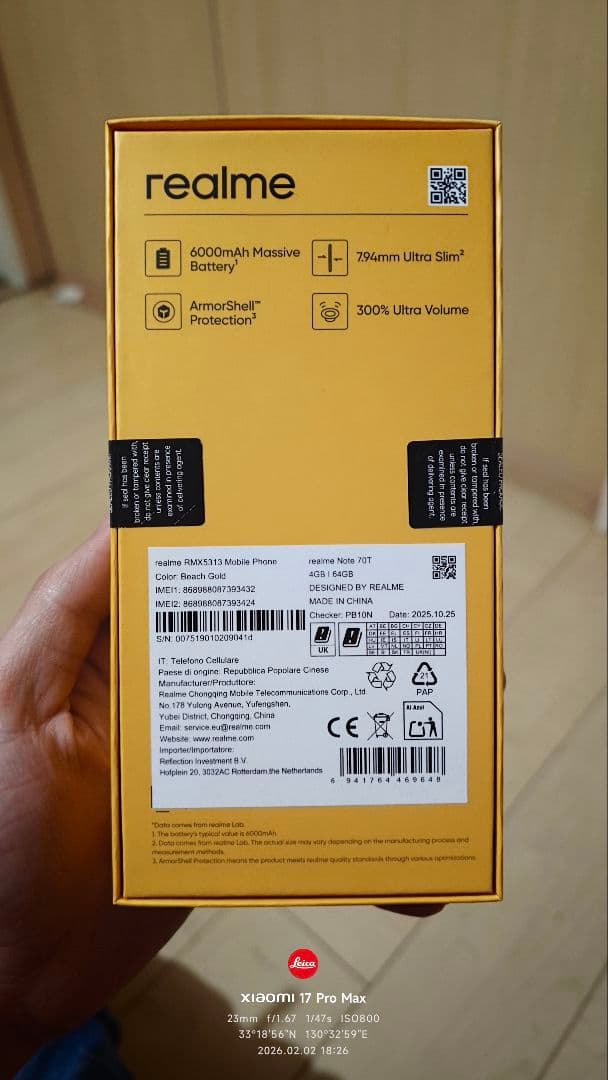 realme
6000mAh Massive
Battery¹
7.94mm Ultra Slim²
ArmorShell™
Protection³
300% Ultra Volume
If seal has been
broken or tampered with,
do not give clear receipt
unless contents are
examined in presence
of delivering agent.
If seal has been
broken or tampered with,
do not give clear receipt
unless contents are
examined in presence
of delivering agent.
realme RMX5313 Mobile Phone
Color: Beach Gold
IMEI1: 868988087393432
IMEI2: 868988087393424
S/N: 007519010209041d
realme Note 70T
4GB | 64GB
DESIGNED BY REALME
MADE IN CHINA
Checker: PB10N Date: 2025.10.25
UK
IT: Telefono Cellulare
Paese di origine: Repubblica Popolare Cinese
Manufacturer/Produttore:
Realme Chongqing Mobile Telecommunications Corp., Ltd.
No.178 Yulong Avenue, Yufengshan,
Yubei District, Chongqing, China
Email: service.eu@realme.com
Website: www.realme.com
Importer/Importatore:
Reflection Investment B.V.
Hofplein 20, 3032AC Rotterdam,the Netherlands
21
PAP
CE
6 941764 469648
*Data comes from realme Lab.
1. The battery's typical value is 6000mAh.
2. Data comes from realme Lab. The actual size may vary depending on the manufacturing process and
measurement methods.
3. ArmorShell Protection means the product meets realme quality standards through various optimizations.
Leica
xiaomi 17 Pro Max
23mm f/1.67 1/47s ISO800
33°18'56"N 130°32'59"E
2026.02.02 18:26